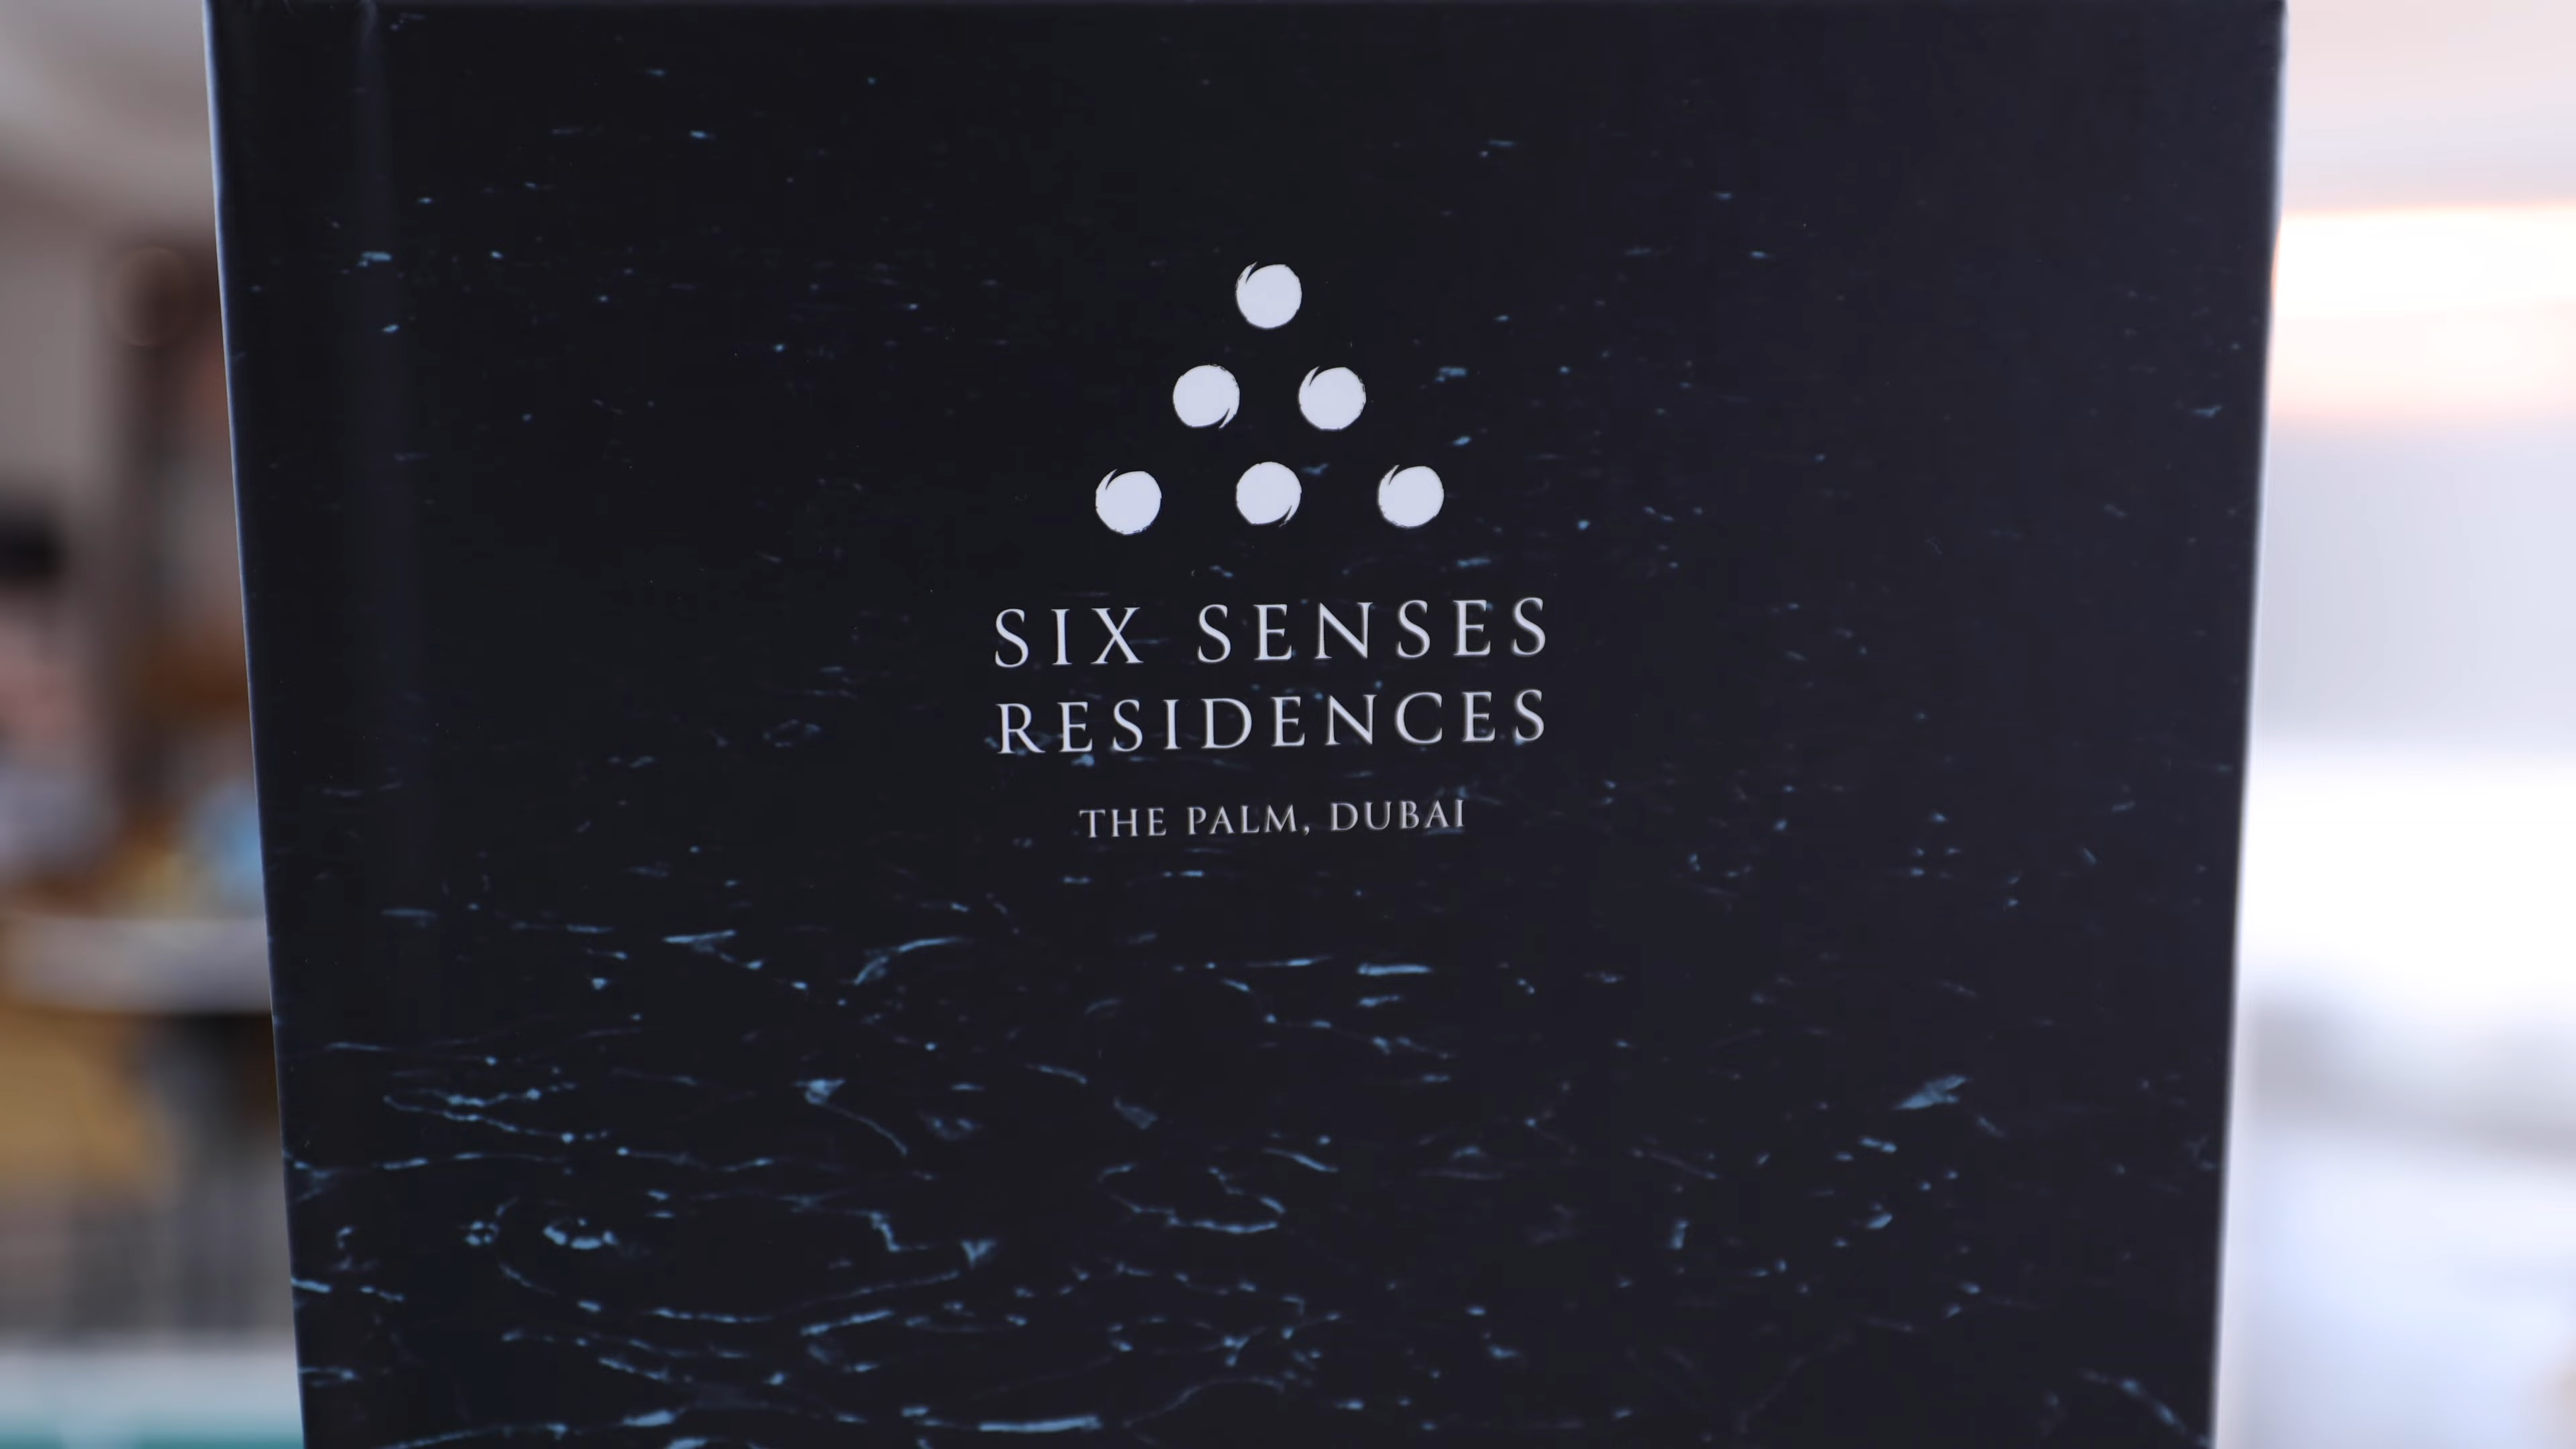 SIX SENSES
RESIDENCES
THE PALM, DUBAI